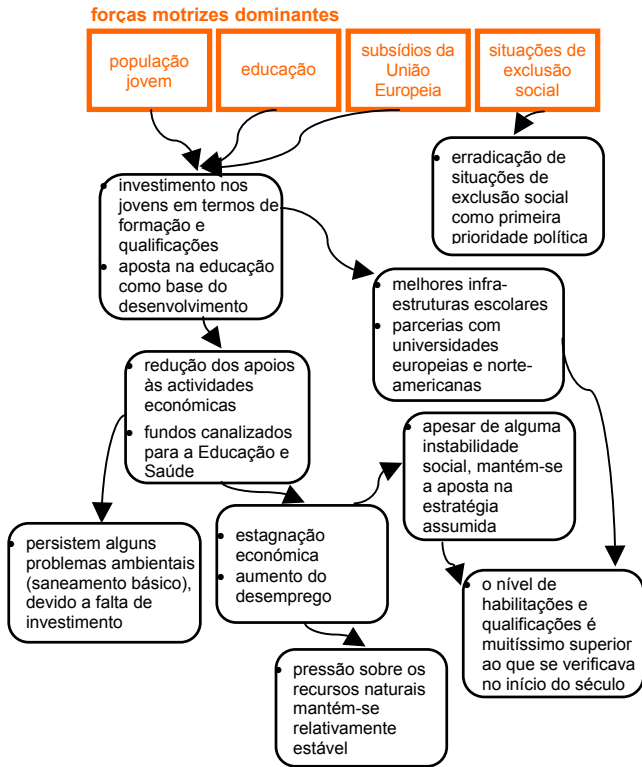 forças motrizes dominantes
população
jovem
educação
subsídios da
União
Europeia
situações de
exclusão
social
• erradicação de
situações de
exclusão social
como primeira
prioridade política
• investimento nos
jovens em termos de
formação e
qualificações
• aposta na educação
como base do
desenvolvimento
• melhores infra-
estruturas escolares
• parcerias com
universidades
europeias e norte-
americanas
• redução dos apoios
às actividades
económicas
• fundos canalizados
para a Educação e
Saúde
• apesar de alguma
instabilidade
social, mantém-se
a aposta na
estratégia
assumida
• persistem alguns
problemas ambientais
(saneamento básico),
devido a falta de
investimento
• estagnação
económica
• aumento do
desemprego
• o nível de
habilitações e
qualificações é
muitíssimo superior
ao que se verificava
no início do século
• pressão sobre os
recursos naturais
mantém-se
relativamente
estável